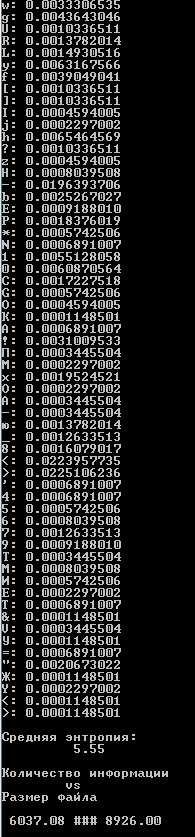 w: 0.0033306535
g: 0.0043643046
U: 0.0010336511
R: 0.0013782014
L: 0.0014930516
y: 0.0063167566
f: 0.0039049041
[: 0.0010336511
]: 0.0010336511
I: 0.0004594005
j: 0.0002297002
h: 0.0065464569
?: 0.0010336511
z: 0.0004594005
H: 0.0008039508
-: 0.0196393706
b: 0.0025267027
E: 0.0009188010
P: 0.0018376019
*: 0.0005742506
N: 0.0006891007
1: 0.0055128058
0: 0.0060870564
C: 0.0017227518
G: 0.0005742506
Q: 0.0004594005
K: 0.0001148501
A: 0.0006891007
!: 0.0031009533
П: 0.0003445504
М: 0.0002297002
x: 0.0019524521
O: 0.0002297002
А: 0.0003445504
—: 0.0003445504
ю: 0.0013782014
_: 0.0012633513
8: 0.0016079017
<: 0.0223957735
>: 0.0225106236
': 0.0006891007
4: 0.0006891007
5: 0.0005742506
6: 0.0008039508
7: 0.0012633513
9: 0.0009188010
Т: 0.0003445504
M: 0.0008039508
И: 0.0005742506
Е: 0.0002297002
T: 0.0006891007
&: 0.0001148501
V: 0.0003445504
У: 0.0001148501
=: 0.0006891007
": 0.0020673022
Ж: 0.0001148501
Y: 0.0002297002
<: 0.0001148501
>: 0.0001148501
Средняя энтропия:
5.55
Количество информации
vs
Размер файла
6037.08 ### 8926.00